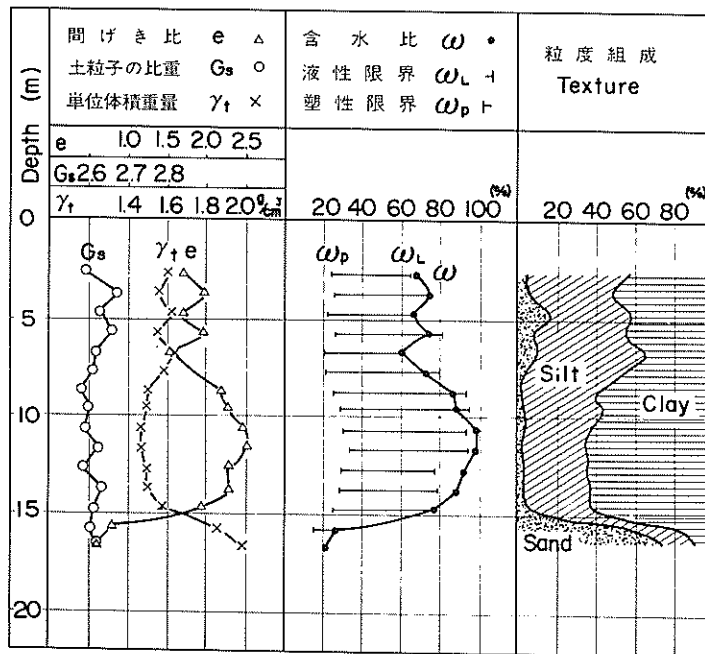 間げき比 e △
土粒子の比重 Gs ○
単位体積重量 γt ×
含水比 ω •
液性限界 ωL ⊣
塑性限界 ωp ⊢
粒度組成
Texture
Depth (m)
e 1.0 1.5 2.0 2.5
Gs 2.6 2.7 2.8
γt 1.4 1.6 1.8 2.0 g/cm³
(%)
20 40 60 80 100
(%)
20 40 60 80
0
5
10
15
20
Gs γt e
ωp ωL ω
Silt
Clay
Sand